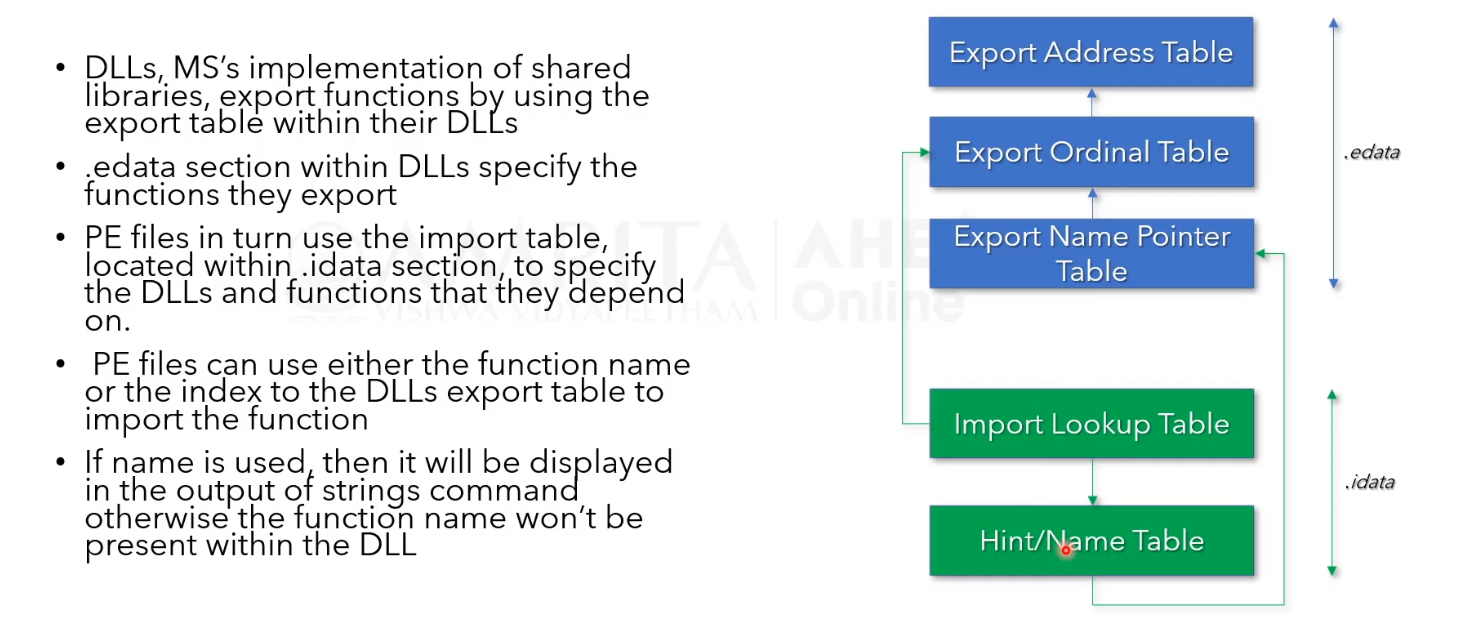 • DLLs, MS's implementation of shared
libraries, export functions by using the
export table within their DLLs
• .edata section within DLLs specify the
functions they export
• PE files in turn use the import table,
located within .idata section, to specify
the DLLs and functions that they depend
on.
• PE files can use either the function name
or the index to the DLLs export table to
import the function
• If name is used, then it will be displayed
in the output of strings command
otherwise the function name won't be
present within the DLL
Export Address Table
Export Ordinal Table
Export Name Pointer
Table
.edata
Import Lookup Table
Hint/Name Table
.idata
AMRITA
VISHWA VIDYAPEETHAM
Online